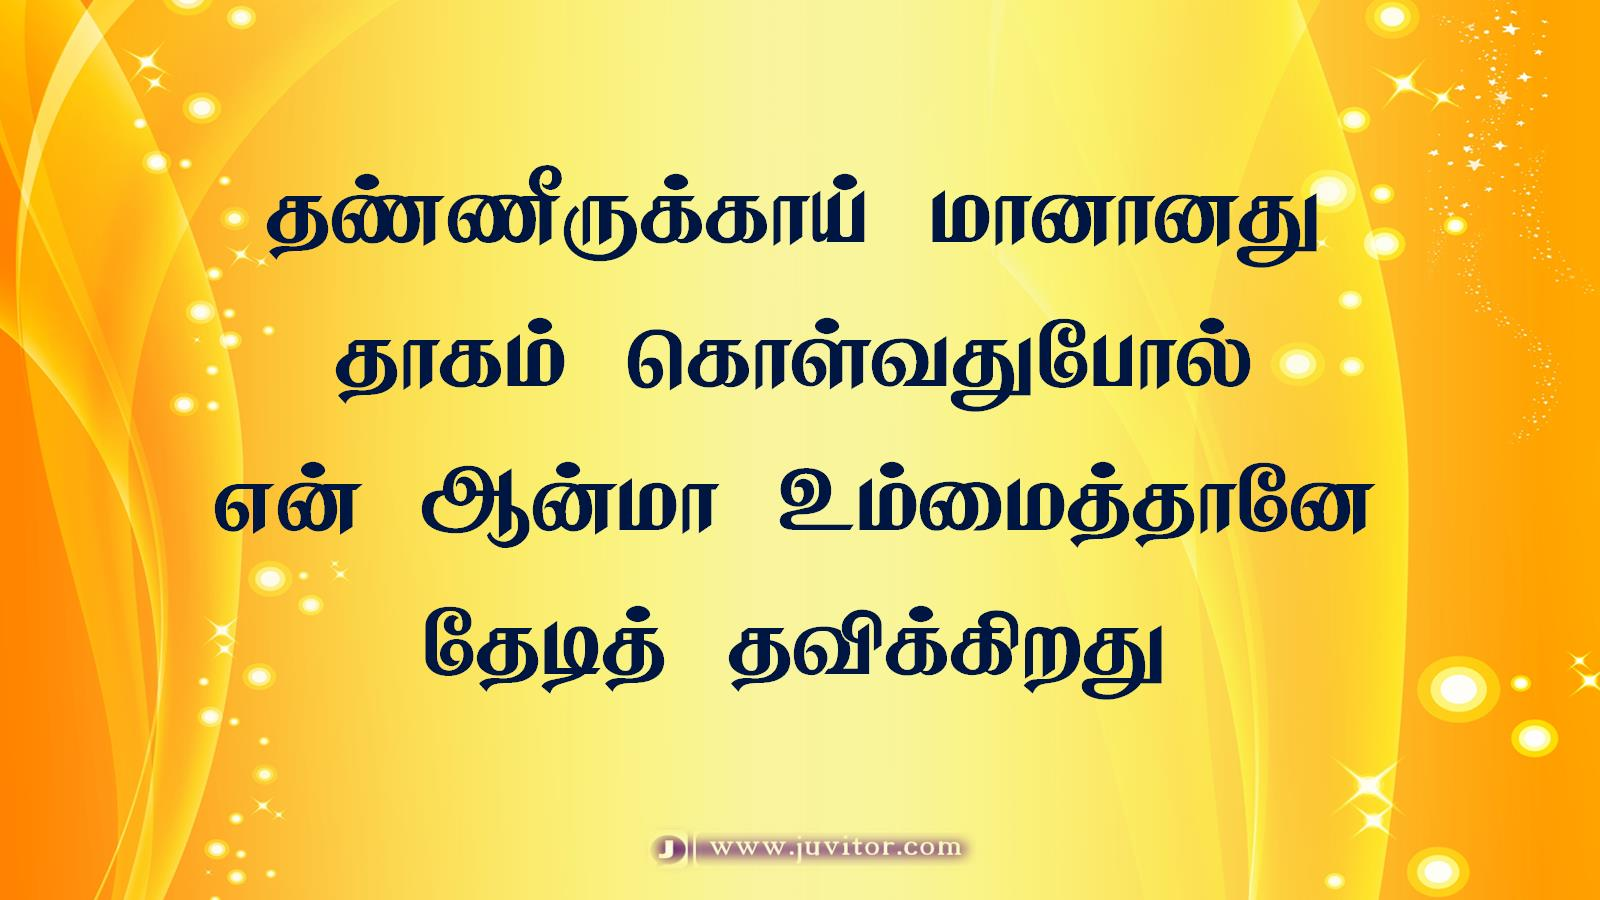 தண்ணீருக்காய் மானானது
தாகம் கொள்வதுபோல்
என் ஆன்மா உம்மைத்தானே
தேடித் தவிக்கிறது
J www.juvitor.com